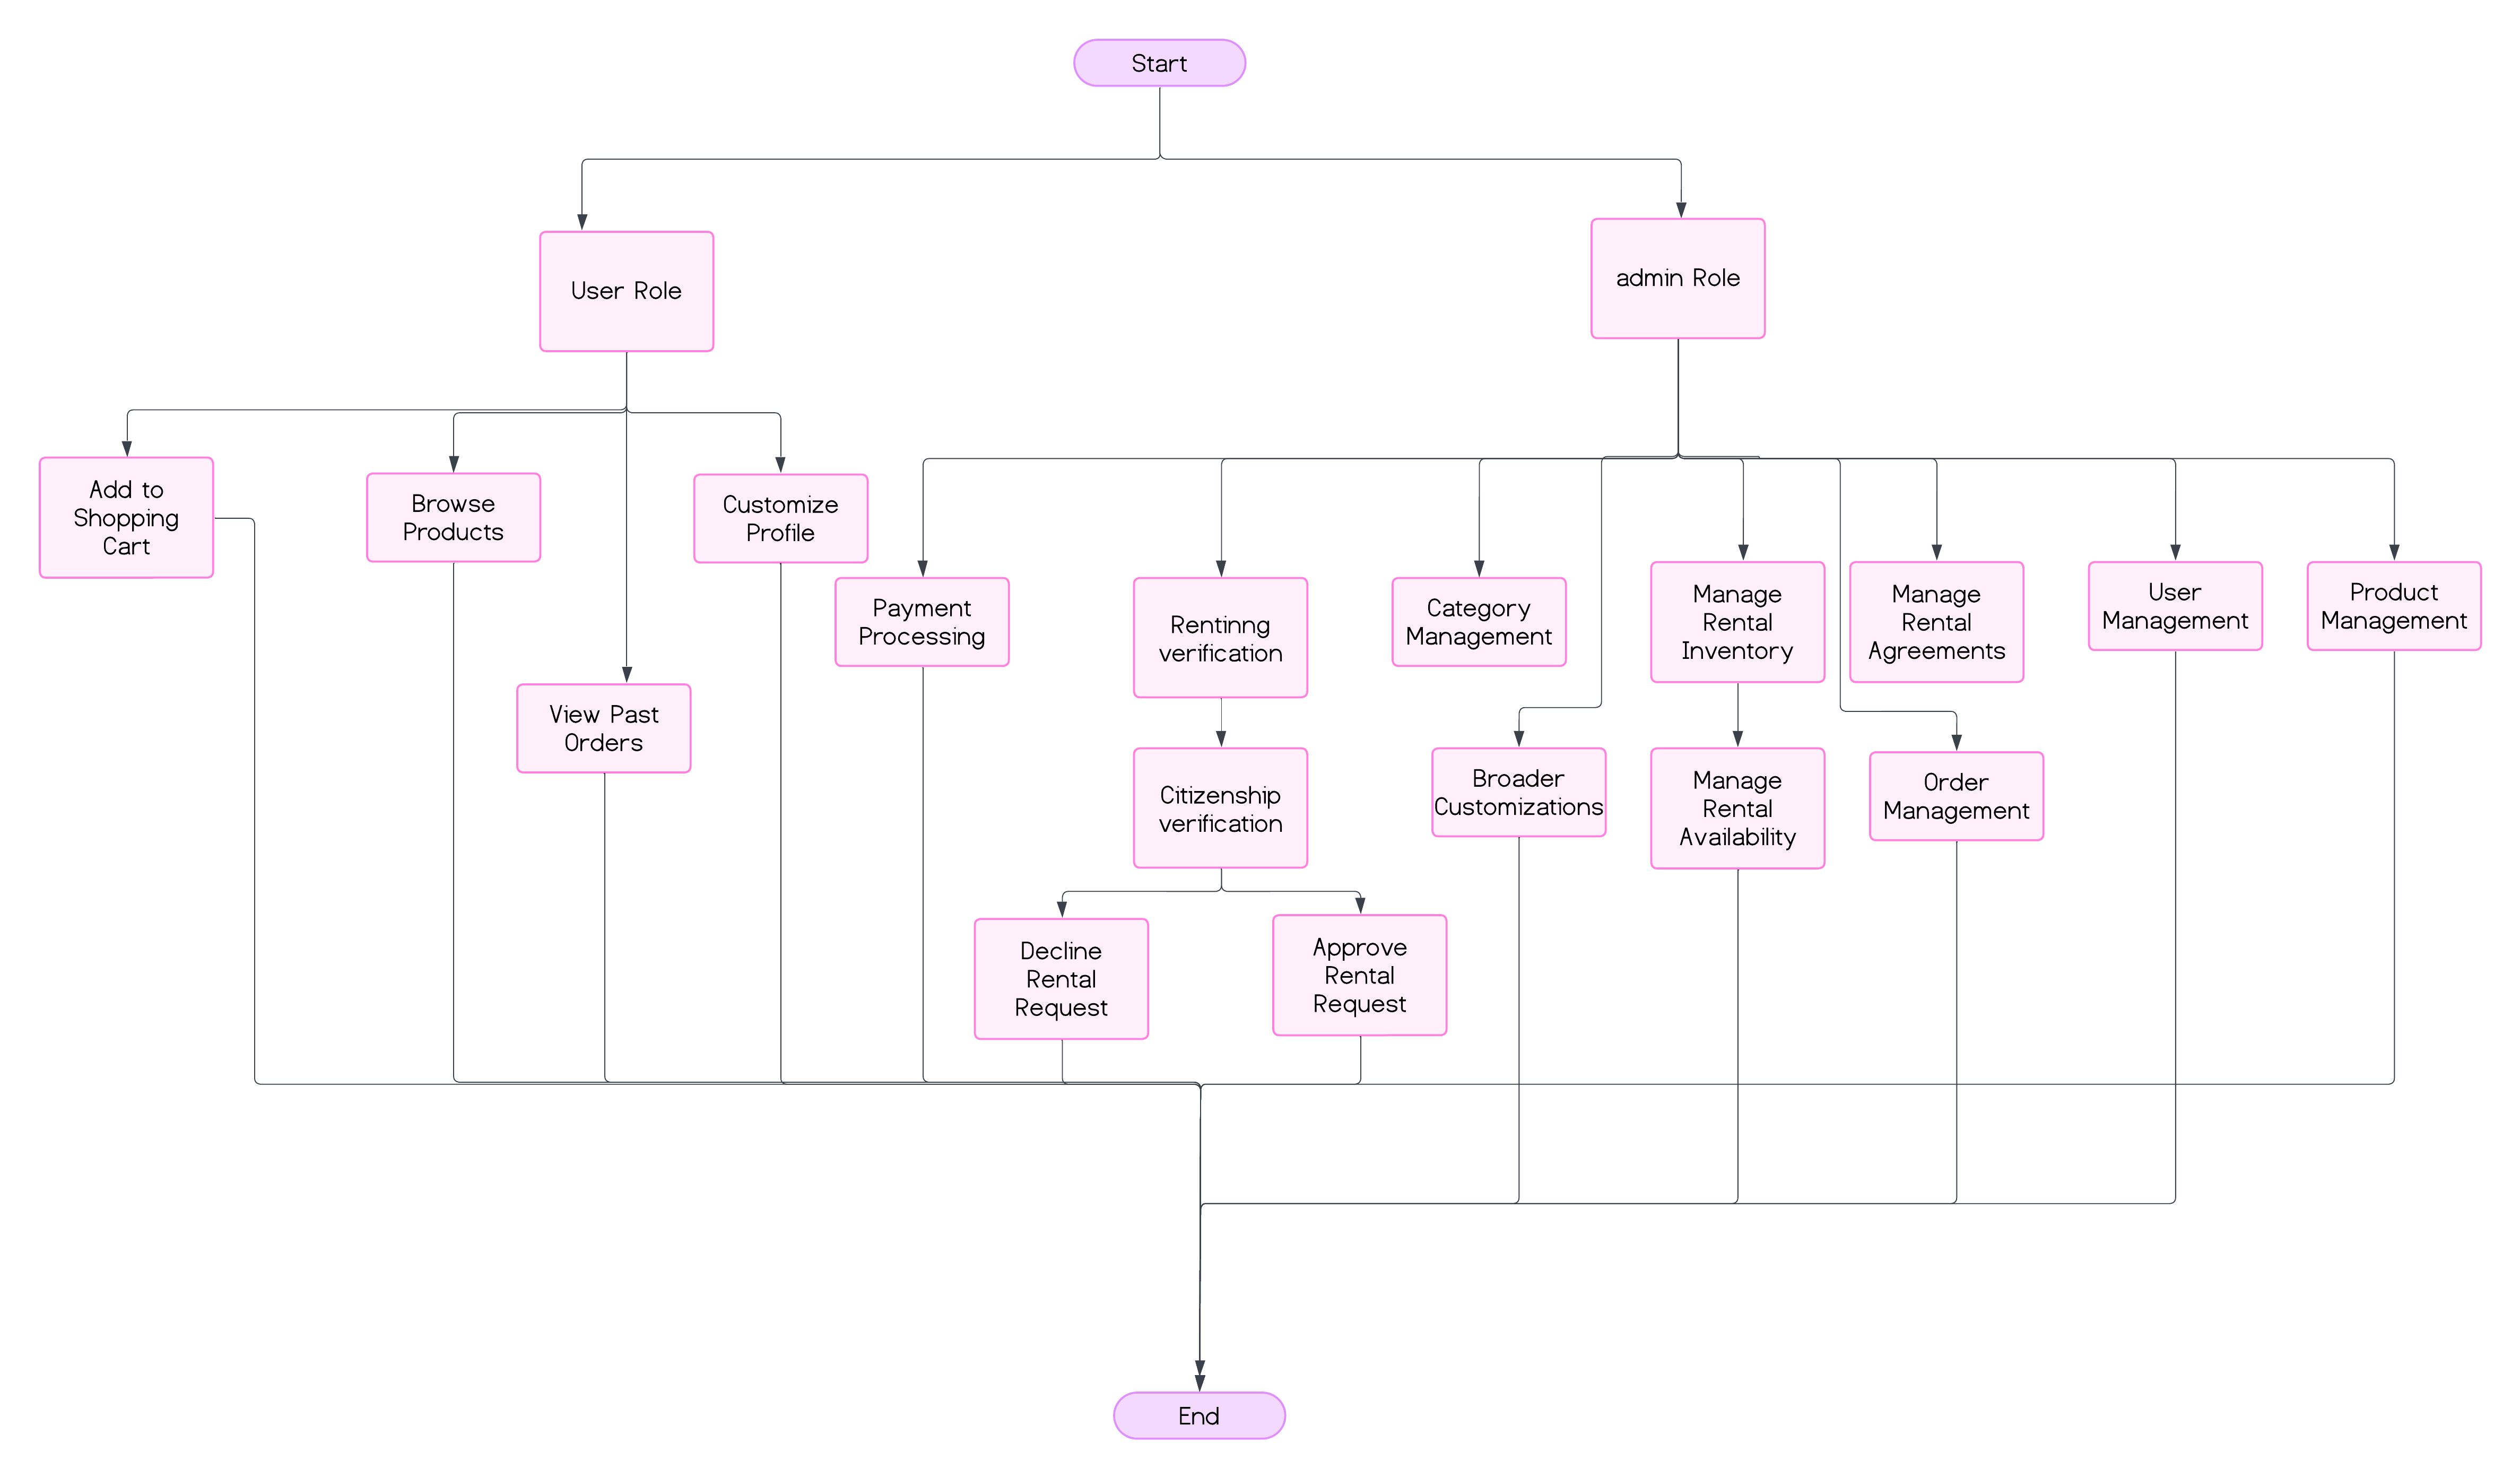 Start
User Role
admin Role
Add to
Shopping
Cart
Browse
Products
Customize
Profile
Payment
Processing
Rentinng
verification
Category
Management
Manage
Rental
Inventory
Manage
Rental
Agreements
User
Management
Product
Management
View Past
Orders
Citizenship
verification
Broader
Customizations
Manage
Rental
Availability
Order
Management
Decline
Rental
Request
Approve
Rental
Request
End